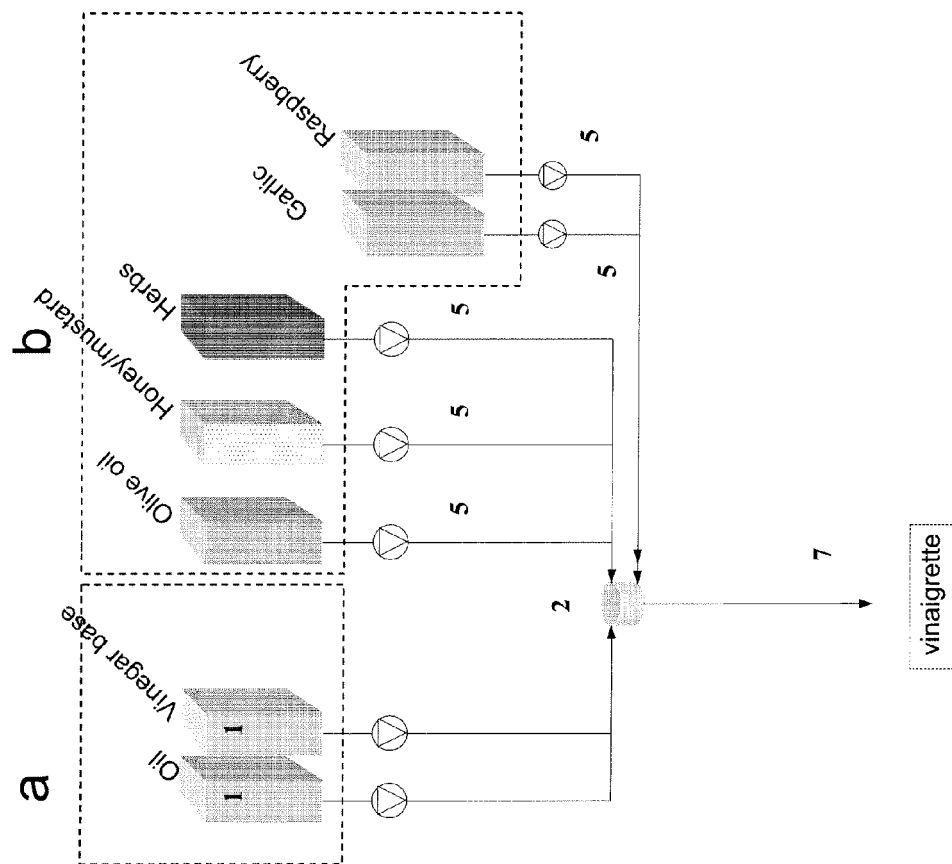 a
b
Oil
Vinegar base
Olive oil
Honey/mustard
Herbs
Garlic
Raspberry
1
1
5
5
5
5
5
2
7
vinaigrette